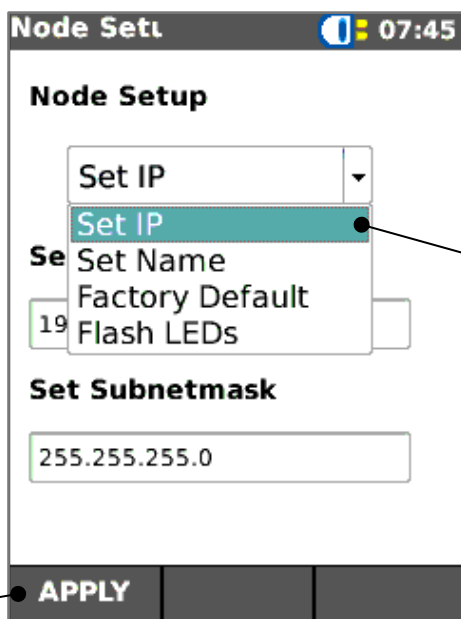 Node Setu 07:45
Node Setup
Set IP
Set IP
Se
Set Name
Factory Default
19
Flash LEDs
Set Subnetmask
255.255.255.0
APPLY